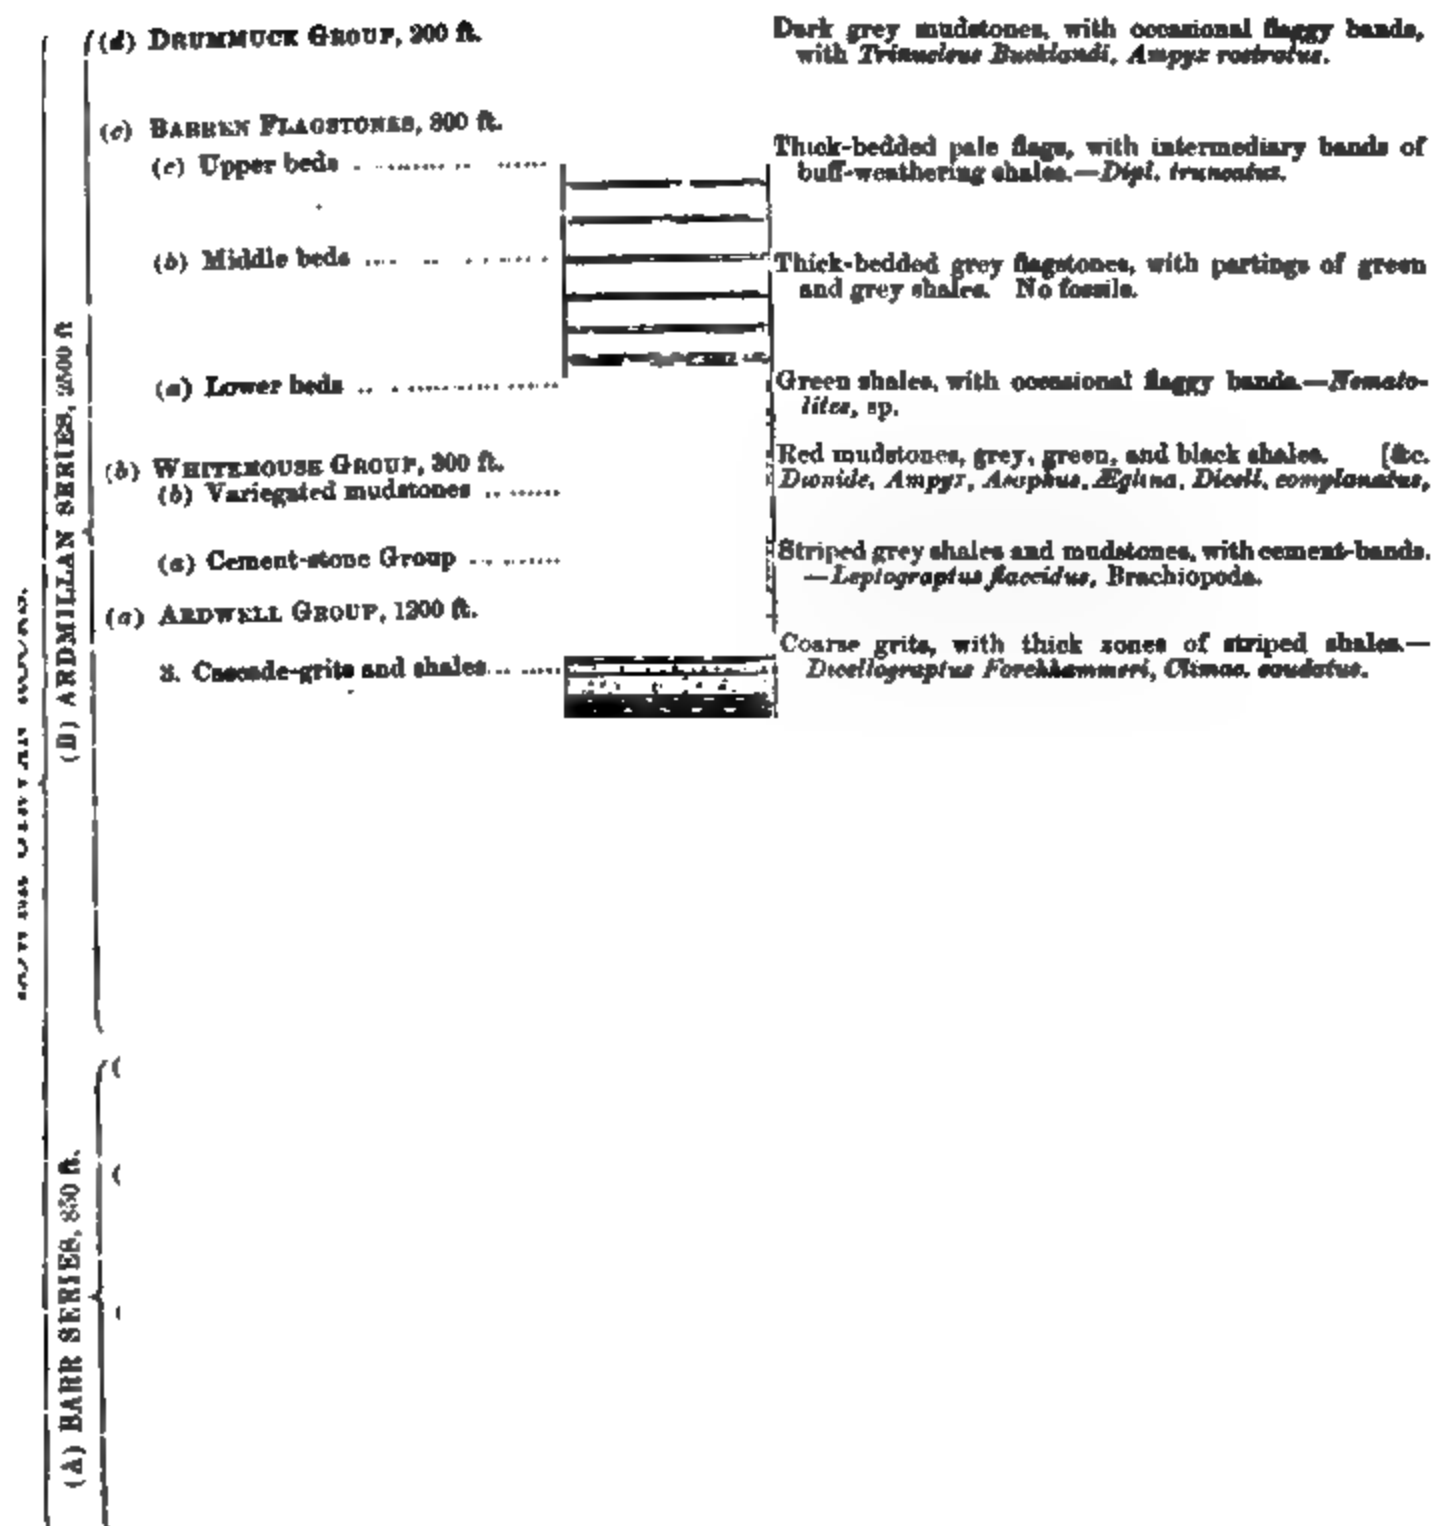 (d) DRUMMUCK GROUP, 200 ft.
Dark grey mudstones, with occasional flaggy bands,
with Trinucleus Bucklandi, Ampyx rostratus.
(c) BARREN FLAGSTONES, 800 ft.
(c) Upper beds
Thick-bedded pale flags, with intermediary bands of
buff-weathering shales.—Dipl. truncatus.
(b) Middle beds
Thick-bedded grey flagstones, with partings of green
and grey shales. No fossils.
(a) Lower beds
Green shales, with occasional flaggy bands.—Nemato-
lites, sp.
(b) WHITEHOUSE GROUP, 300 ft.
(b) Variegated mudstones
Red mudstones, grey, green, and black shales. [&c.
Dionide, Ampyx, Asaphus, Æglina, Dicell. complanatus,
(a) Cement-stone Group
Striped grey shales and mudstones, with cement-bands.
—Leptograptus flaccidus, Brachiopoda.
(a) ARDWELL GROUP, 1200 ft.
3. Cascade-grits and shales
Coarse grits, with thick zones of striped shales.—
Dicellograptus Forchhammeri, Climac. caudatus.
(D) ARDMILLAN SERIES, 2500 ft
(A) BARR SERIES, 850 ft.